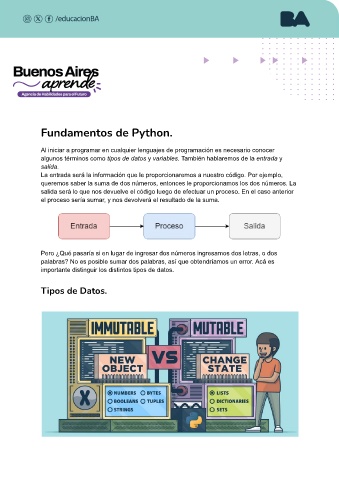 /educacionBA
BA
Buenos Aires
aprende
Agencia de Habilidades para el Futuro
Fundamentos de Python.
Al iniciar a programar en cualquier lenguajes de programación es necesario conocer
algunos términos como tipos de datos y variables. También hablaremos de la entrada y
salida.
La entrada será la información que le proporcionaremos a nuestro código. Por ejemplo,
queremos saber la suma de dos números, entonces le proporcionamos los dos números. La
salida será lo que nos devuelve el código luego de efectuar un proceso. En el caso anterior
el proceso sería sumar, y nos devolverá el resultado de la suma.
Entrada Proceso Salida
Pero ¿Qué pasaría si en lugar de ingresar dos números ingresamos dos letras, o dos
palabras? No es posible sumar dos palabras, así que obtendríamos un error. Acá es
importante distinguir los distintos tipos de datos.
Tipos de Datos.
IMMUTABLE MUTABLE
NEW
OBJECT
VS
CHANGE
STATE
X
NUMBERS BYTES
BOOLEANS TUPLES
STRINGS
LISTS
DICTIONARIES
SETS